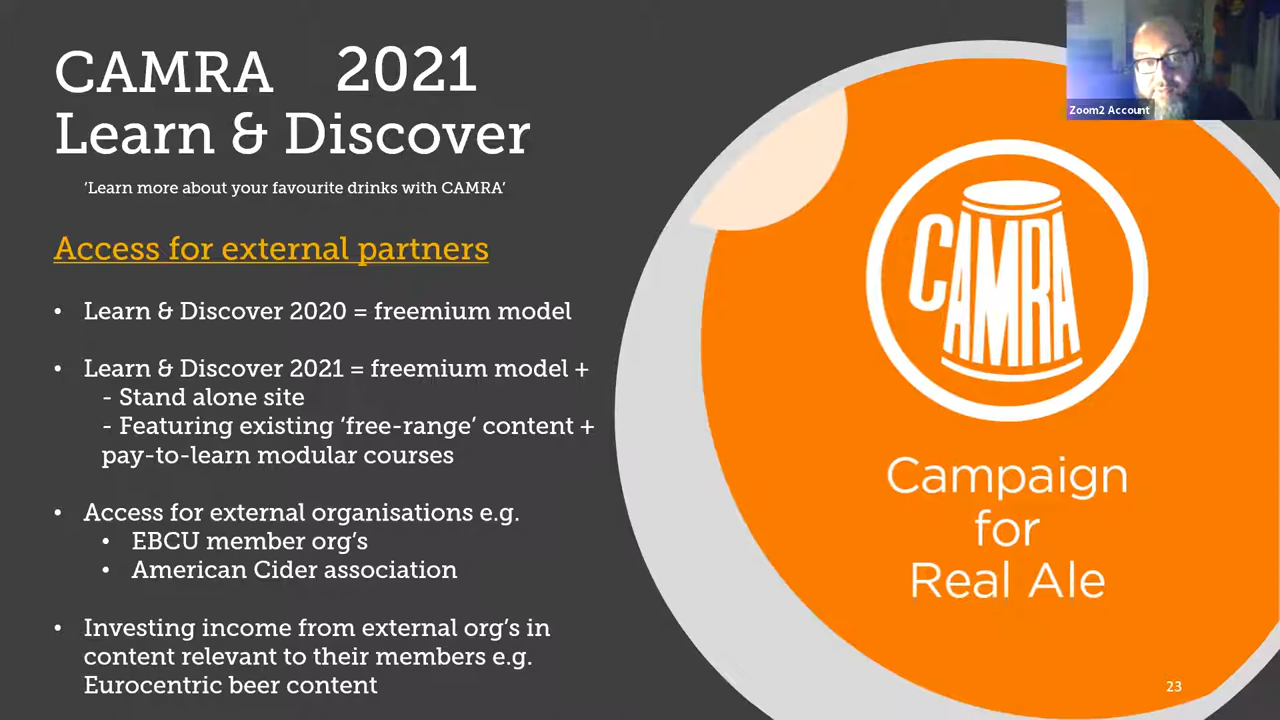 CAMRA 2021
Learn & Discover
‘Learn more about your favourite drinks with CAMRA’
Access for external partners
• Learn & Discover 2020 = freemium model
• Learn & Discover 2021 = freemium model +
- Stand alone site
- Featuring existing ‘free-range’ content +
pay-to-learn modular courses
• Access for external organisations e.g.
• EBCU member org’s
• American Cider association
• Investing income from external org’s in
content relevant to their members e.g.
Eurocentric beer content
Zoom2 Account
CAMRA
Campaign
for
Real Ale
23